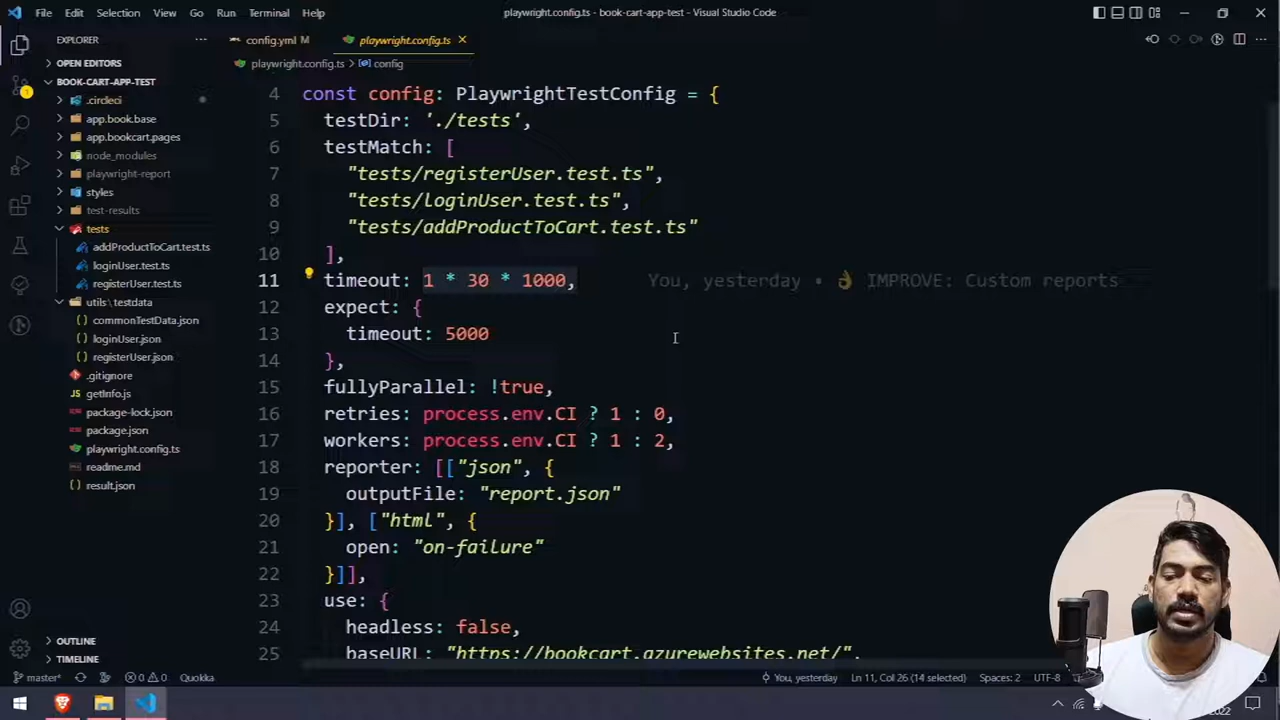 File Edit Selection View Go Run Terminal Help
playwright.config.ts - book-cart-app-test - Visual Studio Code
EXPLORER
OPEN EDITORS
BOOK-CART-APP-TEST
.circleci
app.book.base
app.bookcart.pages
node_modules
playwright-report
styles
test-results
tests
addProductToCart.test.ts
loginUser.test.ts
registerUser.test.ts
utils \ testdata
commonTestData.json
loginUser.json
registerUser.json
.gitignore
getInfo.js
package-lock.json
package.json
playwright.config.ts
readme.md
result.json
OUTLINE
TIMELINE
config.yml M
playwright.config.ts
playwright.config.ts > config
4 const config: PlaywrightTestConfig = {
5 testDir: './tests',
6 testMatch: [
7 "tests/registerUser.test.ts",
8 "tests/loginUser.test.ts",
9 "tests/addProductToCart.test.ts"
10 ],
11 timeout: 1 * 30 * 1000, You, yesterday • 👌 IMPROVE: Custom reports
12 expect: {
13 timeout: 5000
14 },
15 fullyParallel: !true,
16 retries: process.env.CI ? 1 : 0,
17 workers: process.env.CI ? 1 : 2,
18 reporter: [["json", {
19 outputFile: "report.json"
20 }], ["html", {
21 open: "on-failure"
22 }]],
23 use: {
24 headless: false,
25 baseURL: "https://bookcart.azurewebsites.net/",
master* 0 0 Quokka
You, yesterday Ln 11, Col 26 (14 selected) Spaces: 2 UTF-8
2022